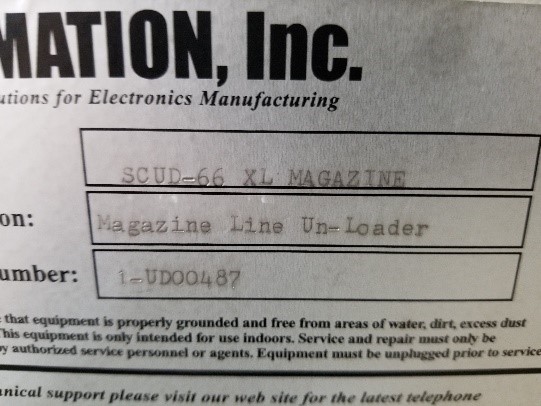 MATION, Inc.
utions for Electronics Manufacturing
SCUD-66 XL MAGAZINE
on: Magazine Line Un-Loader
umber: 1-UD00487
that equipment is properly grounded and free from areas of water, dirt, excess dust
his equipment is only intended for use indoors. Service and repair must only be
y authorized service personnel or agents. Equipment must be unplugged prior to service
nical support please visit our web site for the latest telephone